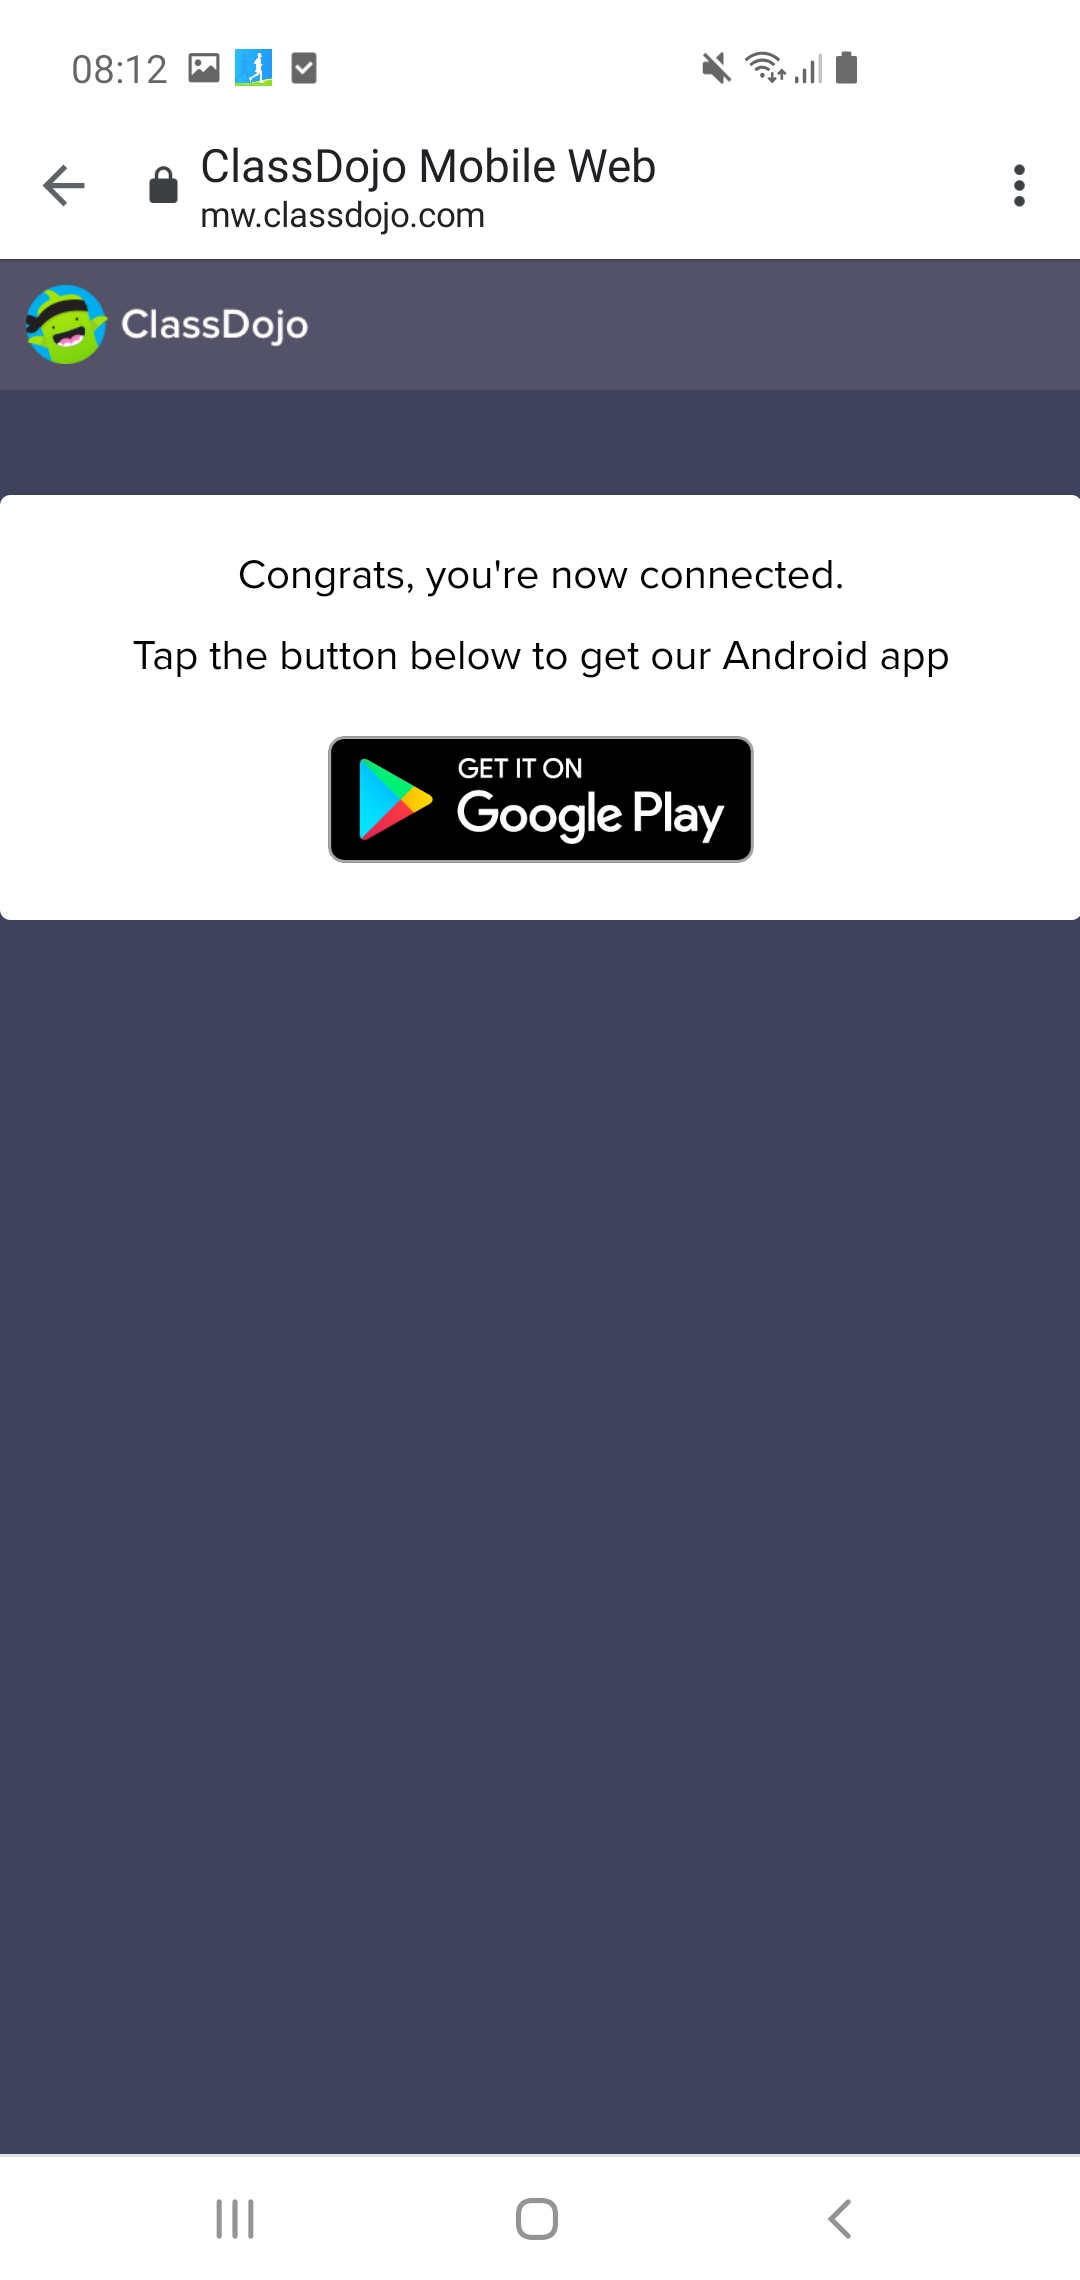 08:12
ClassDojo Mobile Web
mw.classdojo.com
ClassDojo
Congrats, you're now connected.
Tap the button below to get our Android app
GET IT ON
Google Play